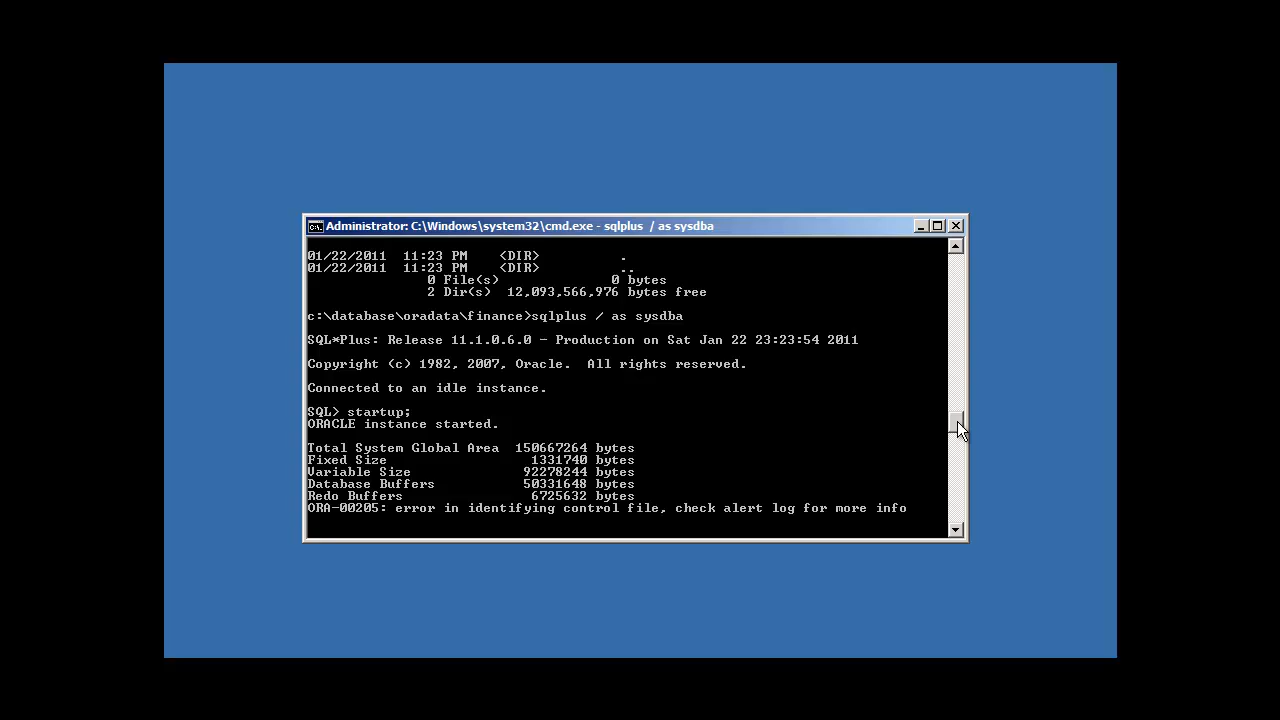 Administrator: C:\Windows\system32\cmd.exe - sqlplus / as sysdba
01/22/2011  11:23 PM    <DIR>          .
01/22/2011  11:23 PM    <DIR>          ..
0 File(s)              0 bytes
2 Dir(s)  12,093,566,976 bytes free
c:\database\oradata\finance>sqlplus / as sysdba
SQL*Plus: Release 11.1.0.6.0 - Production on Sat Jan 22 23:23:54 2011
Copyright (c) 1982, 2007, Oracle.  All rights reserved.
Connected to an idle instance.
SQL> startup;
ORACLE instance started.
Total System Global Area  150667264 bytes
Fixed Size                  1331740 bytes
Variable Size              92278244 bytes
Database Buffers           50331648 bytes
Redo Buffers                6725632 bytes
ORA-00205: error in identifying control file, check alert log for more info